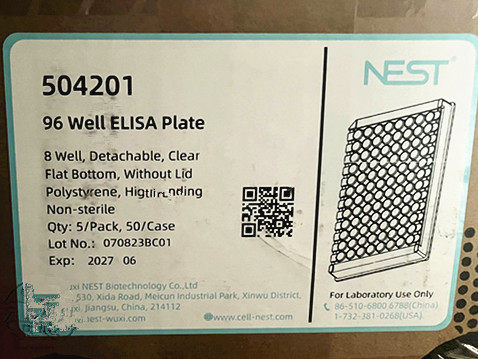 NEST
504201
96 Well ELISA Plate
8 Well, Detachable, Clear
Flat Bottom, Without Lid
Polystyrene,
Non-sterile
Qty: 5/Pack, 50/Case
Lot No.: 070823BC01
Exp: 2027 06
NEST Biotechnology Co.,Ltd
530, Xida Road, Meicun Industrial Park, Xinwu District,
Jiangsu, China, 214112
www.cell-nest.com
For Laboratory Use Only
86-510-6800 6788(China)
1-732-381-0268(USA).